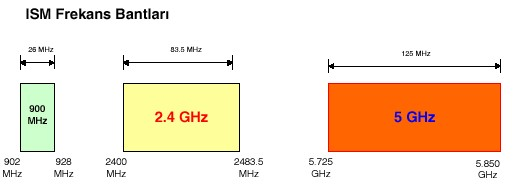 ISM Frekans Bantları
26 MHz
83.5 MHz
125 MHz
900
MHz
2.4 GHz
5 GHz
902
MHz
928
MHz
2400
MHz
2483.5
MHz
5.725
GHz
5.850
GHz